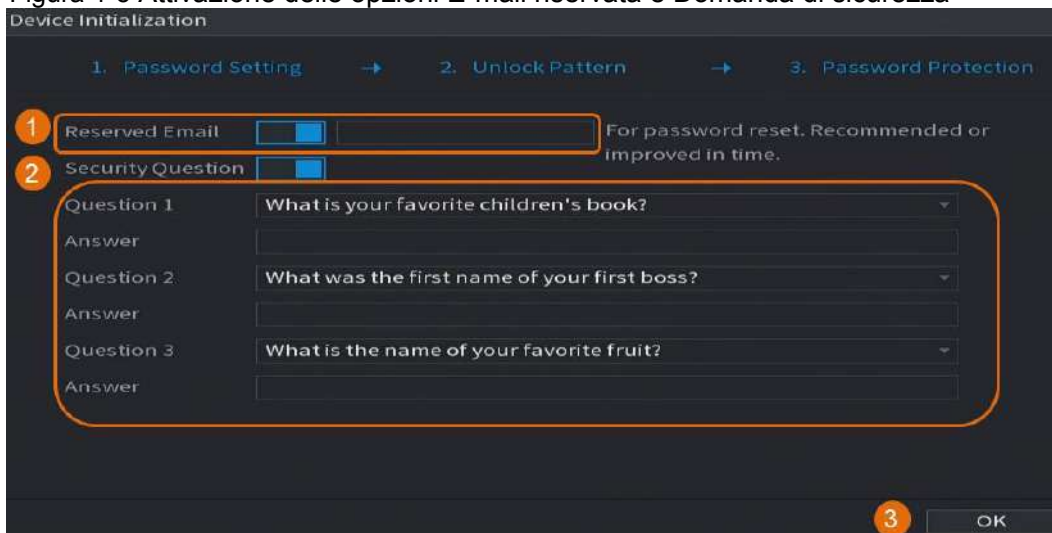 Device Initialization
1. Password Setting → 2. Unlock Pattern → 3. Password Protection
1 Reserved Email For password reset. Recommended or
improved in time.
2 Security Question
Question 1 What is your favorite children's book?
Answer
Question 2 What was the first name of your first boss?
Answer
Question 3 What is the name of your favorite fruit?
Answer
3 OK